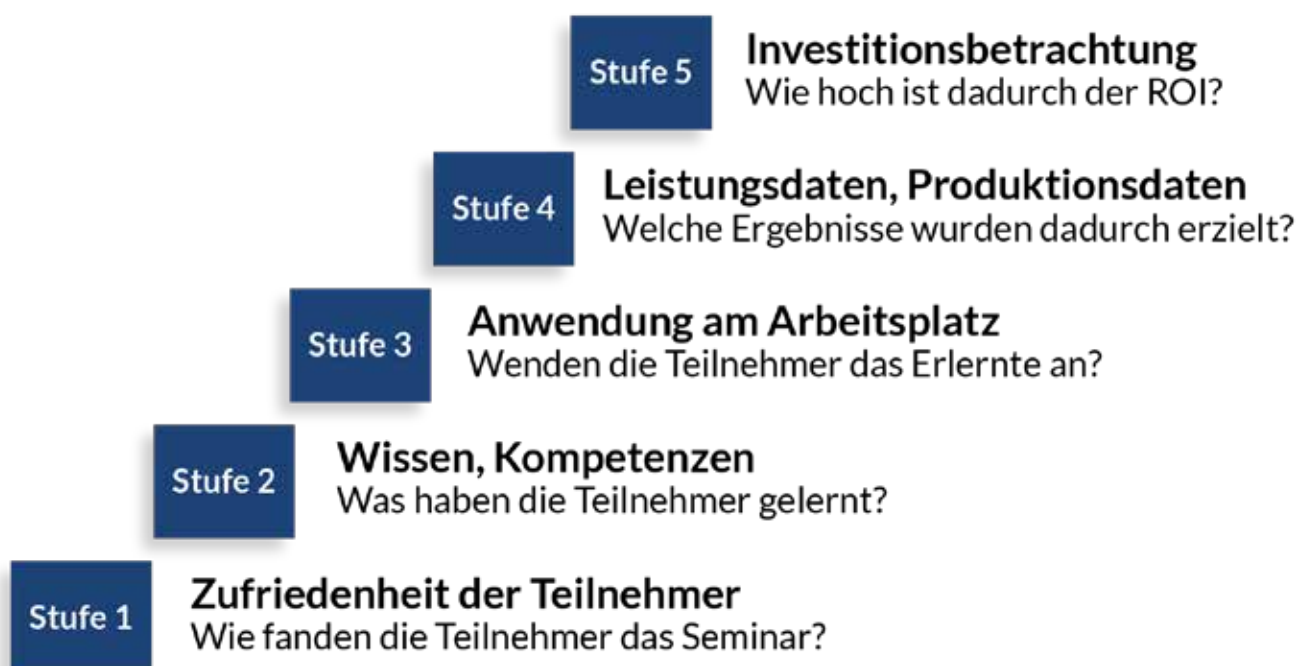 Stufe 5
Investitionsbetrachtung
Wie hoch ist dadurch der ROI?
Stufe 4
Leistungsdaten, Produktionsdaten
Welche Ergebnisse wurden dadurch erzielt?
Stufe 3
Anwendung am Arbeitsplatz
Wenden die Teilnehmer das Erlernte an?
Stufe 2
Wissen, Kompetenzen
Was haben die Teilnehmer gelernt?
Stufe 1
Zufriedenheit der Teilnehmer
Wie fanden die Teilnehmer das Seminar?